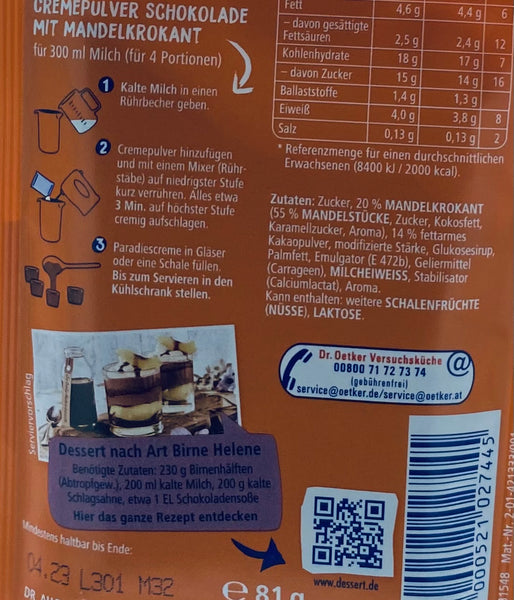 CREMEPULVER SCHOKOLADE
MIT MANDELKROKANT
für 300 ml Milch (für 4 Portionen)
1 Kalte Milch in einen
Rührbecher geben.
2 Cremepulver hinzufügen
und mit einem Mixer (Rühr-
stäbe) auf niedrigster Stufe
kurz verrühren. Alles etwa
3 Min. auf höchster Stufe
cremig aufschlagen.
3 Paradiescreme in Gläser
oder eine Schale füllen.
Bis zum Servieren in den
Kühlschrank stellen.
Fett 4,6 g 4,4 g 6
– davon gesättigte
Fettsäuren 2,5 g 2,4 g 12
Kohlenhydrate 18 g 17 g 7
– davon Zucker 15 g 14 g 16
Ballaststoffe 1,4 g 1,3 g
Eiweiß 4,0 g 3,8 g 8
Salz 0,13 g 0,13 g 2
* Referenzmenge für einen durchschnittlichen
Erwachsenen (8400 kJ / 2000 kcal).
Zutaten: Zucker, 20 % MANDELKROKANT
(55 % MANDELSTÜCKE, Zucker, Kokosfett,
Karamellzucker, Aroma), 14 % fettarmes
Kakaopulver, modifizierte Stärke, Glukosesirup,
Palmfett, Emulgator (E 472b), Geliermittel
(Carrageen), MILCHEIWEISS, Stabilisator
(Calciumlactat), Aroma.
Kann enthalten: weitere SCHALENFRÜCHTE
(NÜSSE), LAKTOSE.
Dr. Oetker Versuchsküche @
00800 71 72 73 74
(gebührenfrei)
service@oetker.de/service@oetker.at
Serviervorschlag
Dessert nach Art Birne Helene
Benötigte Zutaten: 230 g Birnenhälften
(Abtropfgew.), 200 ml kalte Milch, 200 g kalte
Schlagsahne, etwa 1 EL Schokoladensoße
Hier das ganze Rezept entdecken
www.dessert.de
Mindestens haltbar bis Ende:
04.23 L301 M32
e 81 g
000521 027445